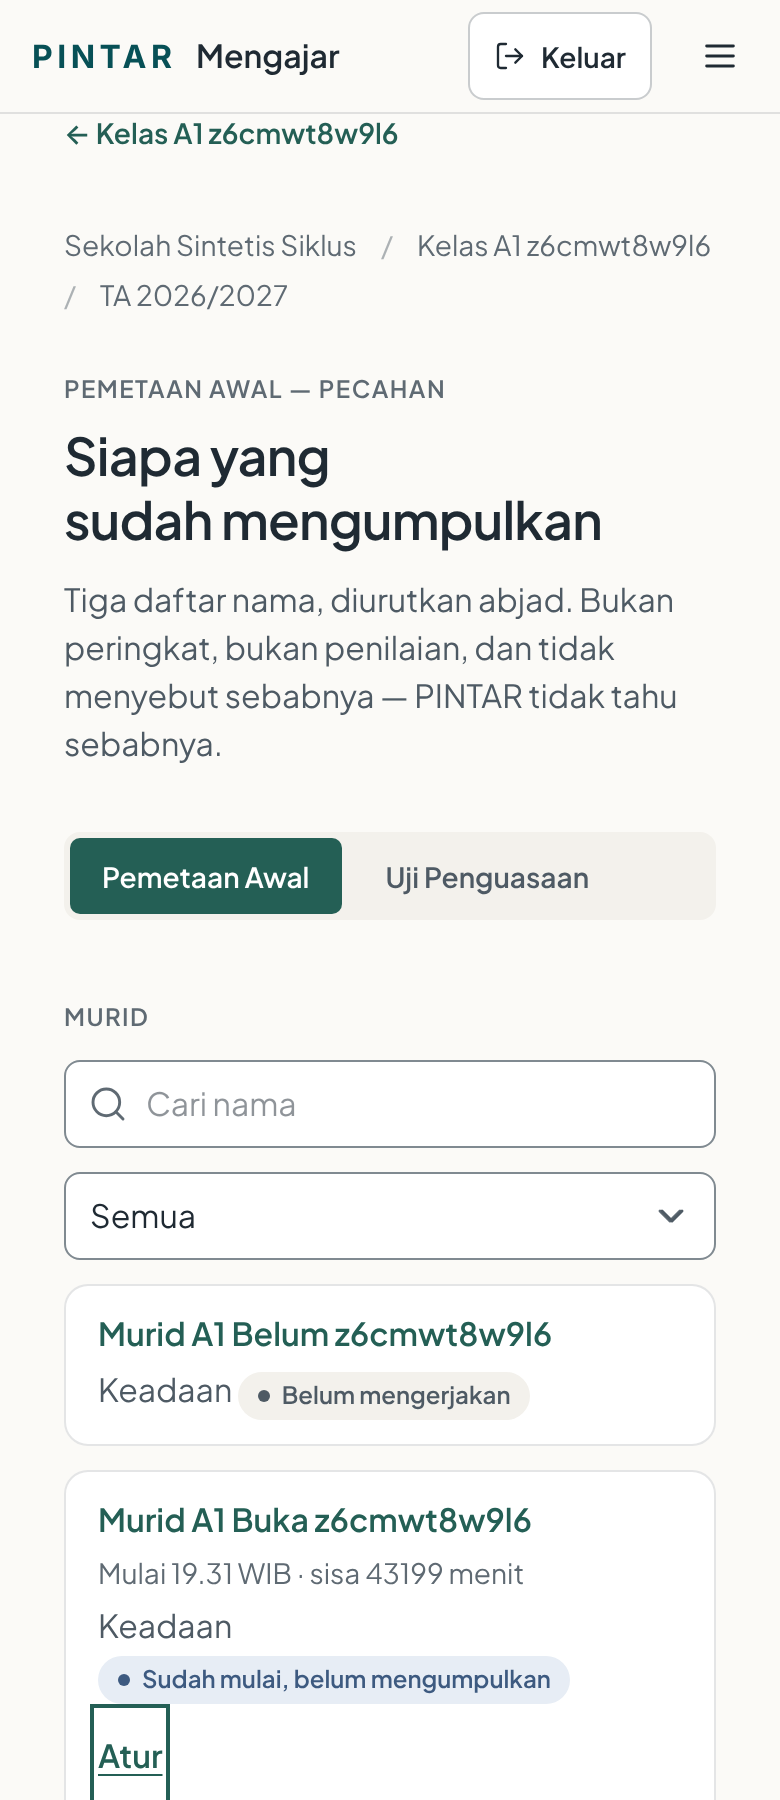 PINTAR Mengajar
Keluar
← Kelas A1 z6cmwt8w9l6
Sekolah Sintetis Siklus / Kelas A1 z6cmwt8w9l6
/ TA 2026/2027
PEMETAAN AWAL — PECAHAN
Siapa yang
sudah mengumpulkan
Tiga daftar nama, diurutkan abjad. Bukan
peringkat, bukan penilaian, dan tidak
menyebut sebabnya — PINTAR tidak tahu
sebabnya.
Pemetaan Awal
Uji Penguasaan
MURID
Cari nama
Semua
Murid A1 Belum z6cmwt8w9l6
Keadaan • Belum mengerjakan
Murid A1 Buka z6cmwt8w9l6
Mulai 19.31 WIB · sisa 43199 menit
Keadaan
• Sudah mulai, belum mengumpulkan
Atur